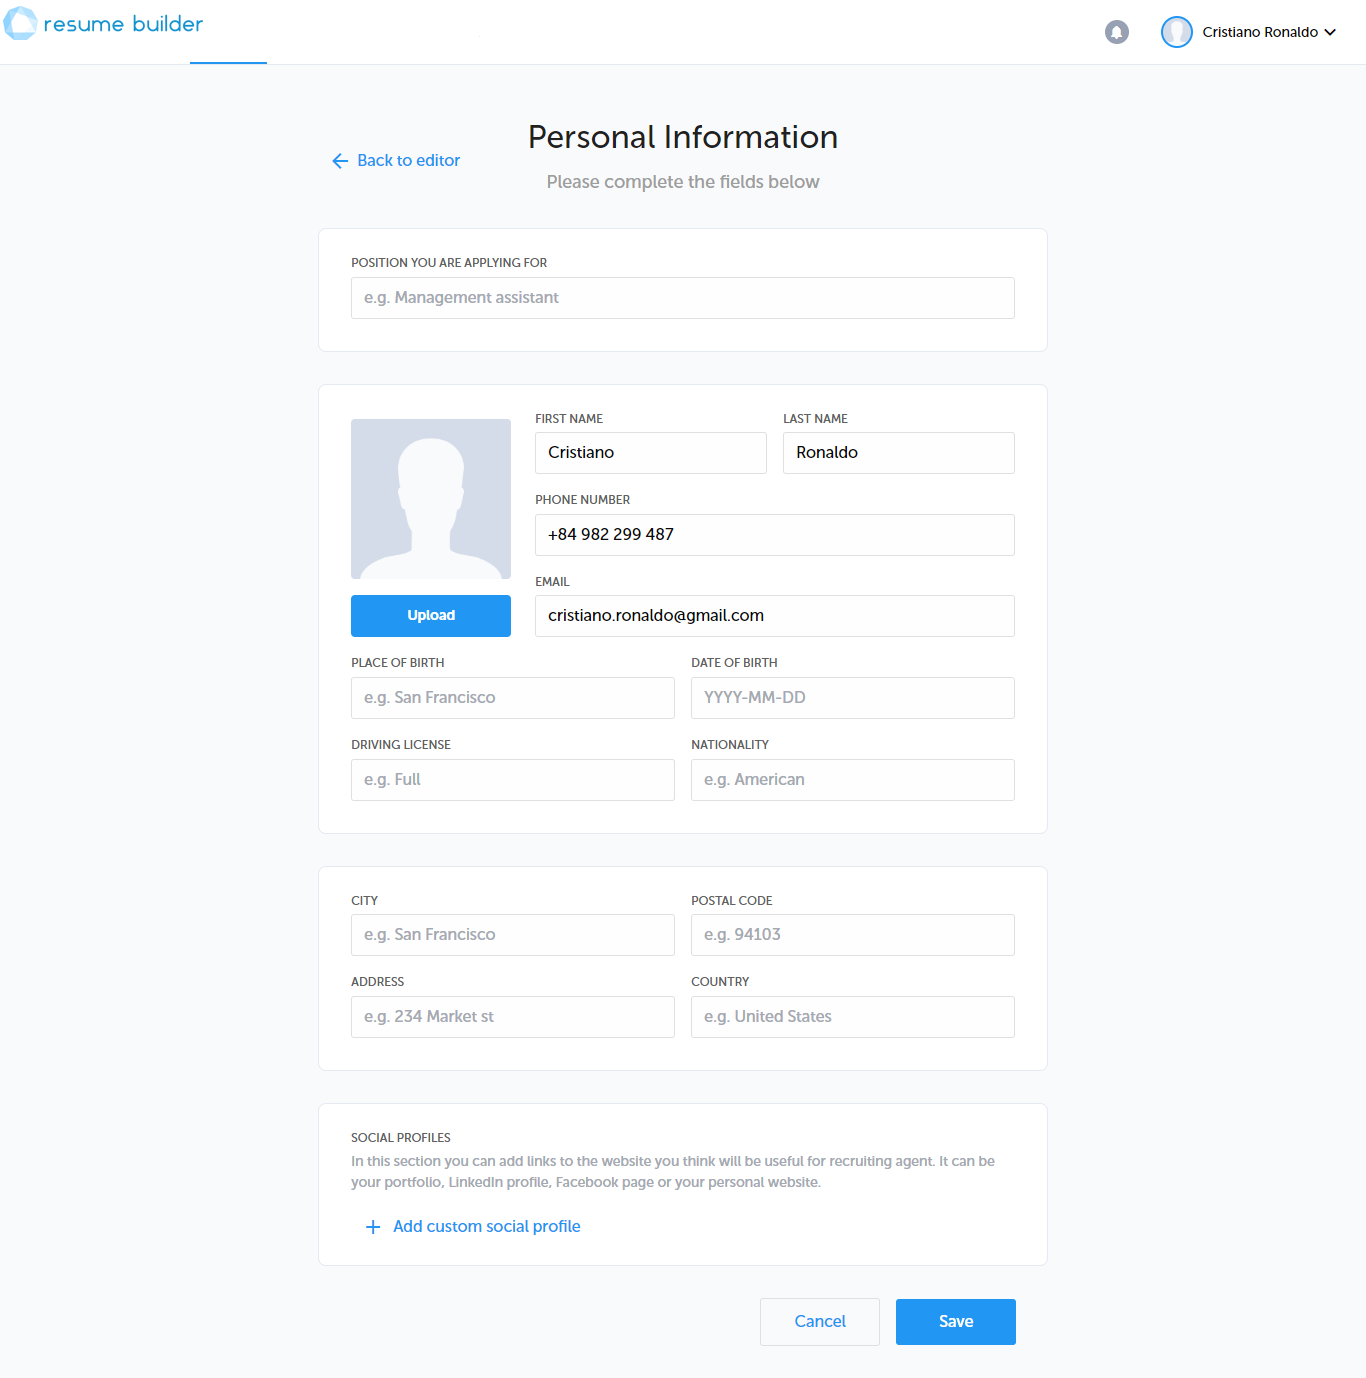 resume builder
Cristiano Ronaldo
Personal Information
Back to editor
Please complete the fields below
POSITION YOU ARE APPLYING FOR
e.g. Management assistant
FIRST NAME
LAST NAME
Cristiano
Ronaldo
PHONE NUMBER
+84 982 299 487
EMAIL
Upload
cristiano.ronaldo@gmail.com
PLACE OF BIRTH
DATE OF BIRTH
e.g. San Francisco
YYYY-MM-DD
DRIVING LICENSE
NATIONALITY
e.g. Full
e.g. American
CITY
POSTAL CODE
e.g. San Francisco
e.g. 94103
ADDRESS
COUNTRY
e.g. 234 Market st
e.g. United States
SOCIAL PROFILES
In this section you can add links to the website you think will be useful for recruiting agent. It can be
your portfolio, LinkedIn profile, Facebook page or your personal website.
Add custom social profile
Cancel
Save